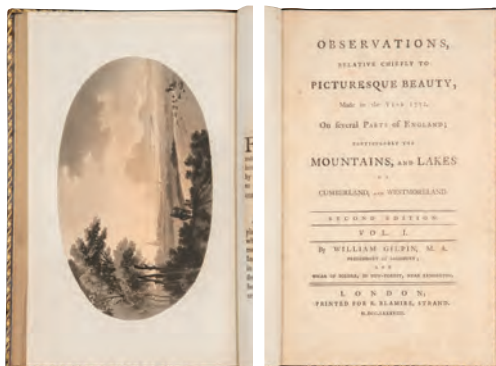 OBSERVATIONS,
RELATIVE CHIEFLY TO
PICTURESQUE BEAUTY,
Made in the YEAR 1772,
On ſeveral PARTS of ENGLAND;
PARTICULARLY THE
MOUNTAINS, AND LAKES
OF
CUMBERLAND, AND WESTMORELAND.
SECOND EDITION.
VOL. I.
By WILLIAM GILPIN, M. A.
AND
LONDON;
PRINTED FOR R. BLAMIRE, STRAND.